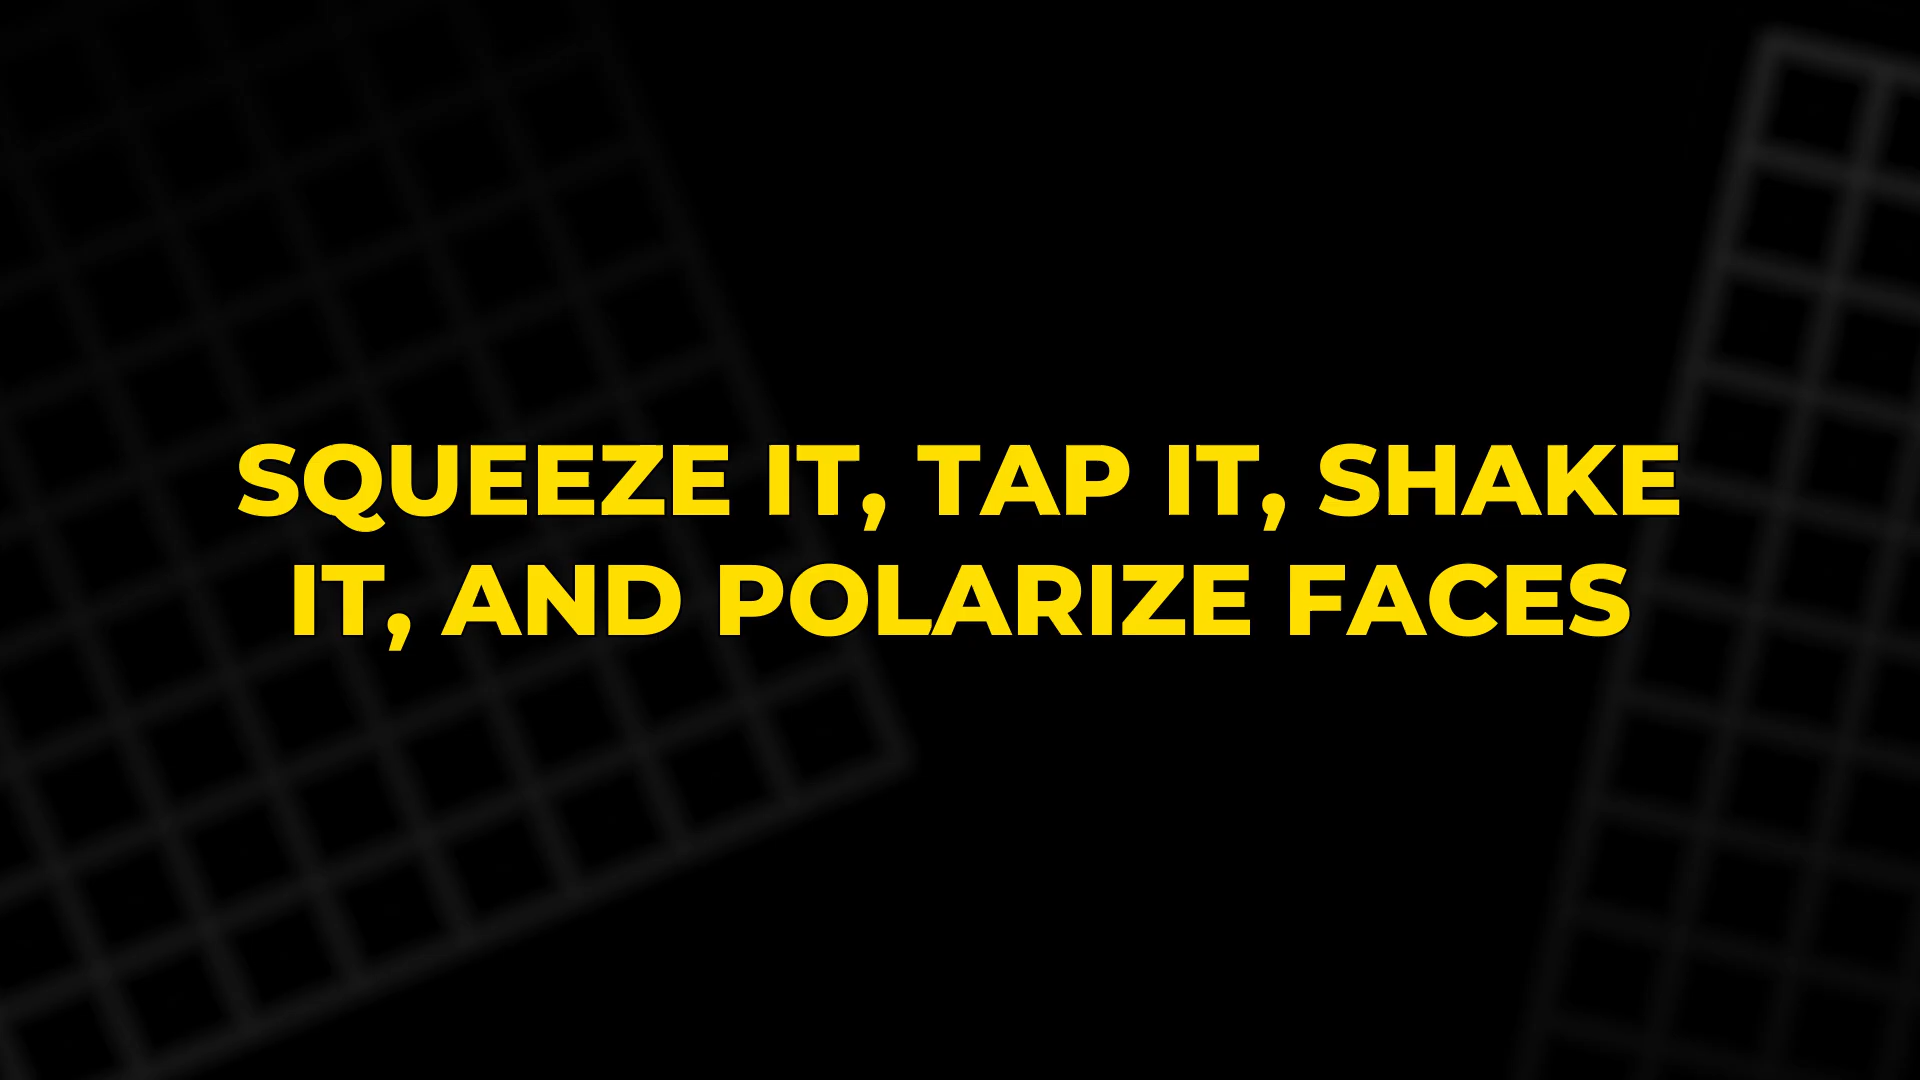 SQUEEZE IT, TAP IT, SHAKE
IT, AND POLARIZE FACES